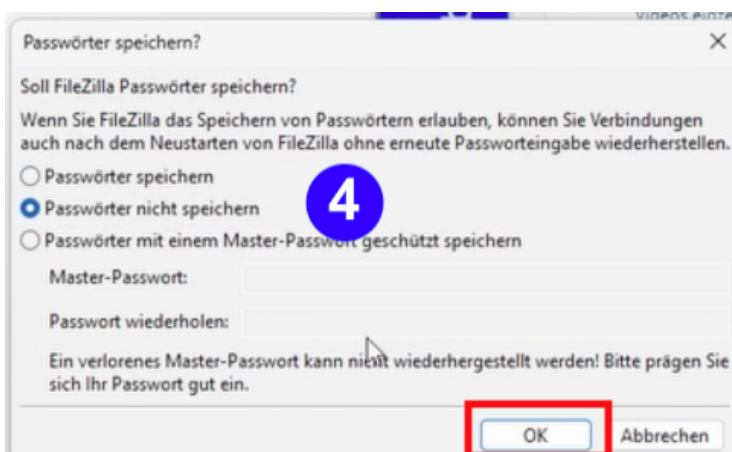 Videos einze
Passwörter speichern?
Soll FileZilla Passwörter speichern?
Wenn Sie FileZilla das Speichern von Passwörtern erlauben, können Sie Verbindungen
auch nach dem Neustarten von FileZilla ohne erneute Passworteingabe wiederherstellen.
Passwörter speichern
Passwörter nicht speichern
4
Passwörter mit einem Master-Passwort geschützt speichern
Master-Passwort:
Passwort wiederholen:
Ein verlorenes Master-Passwort kann nicht wiederhergestellt werden! Bitte prägen Sie
sich Ihr Passwort gut ein.
OK Abbrechen